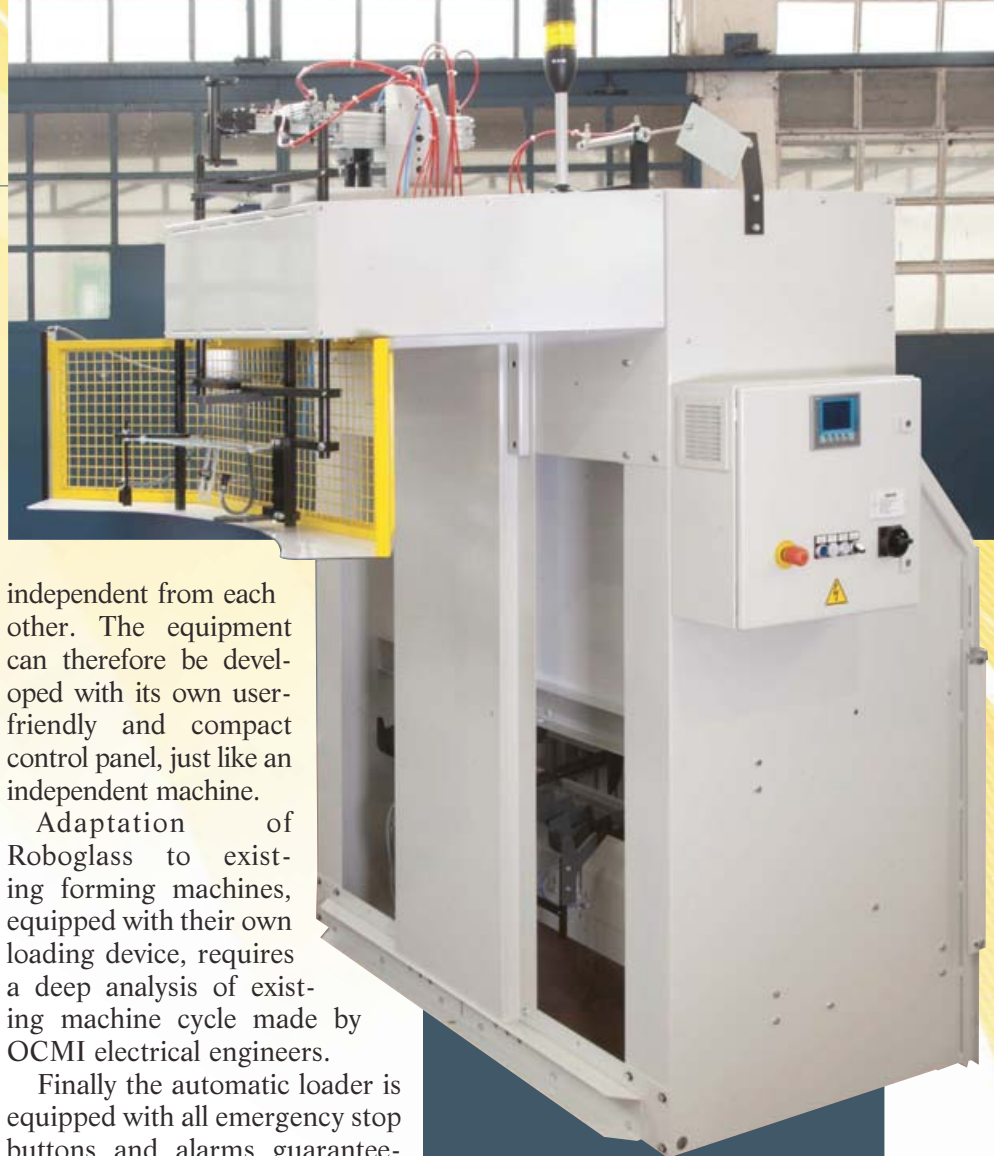 independent from each
other. The equipment
can therefore be devel-
oped with its own user-
friendly and compact
control panel, just like an
independent machine.
Adaptation of
Roboglass to exist-
ing forming machines,
equipped with their own
loading device, requires
a deep analysis of exist-
ing machine cycle made by
OCMI electrical engineers.
Finally the automatic loader is
equipped with all emergency stop
buttons and alarms guarantee-